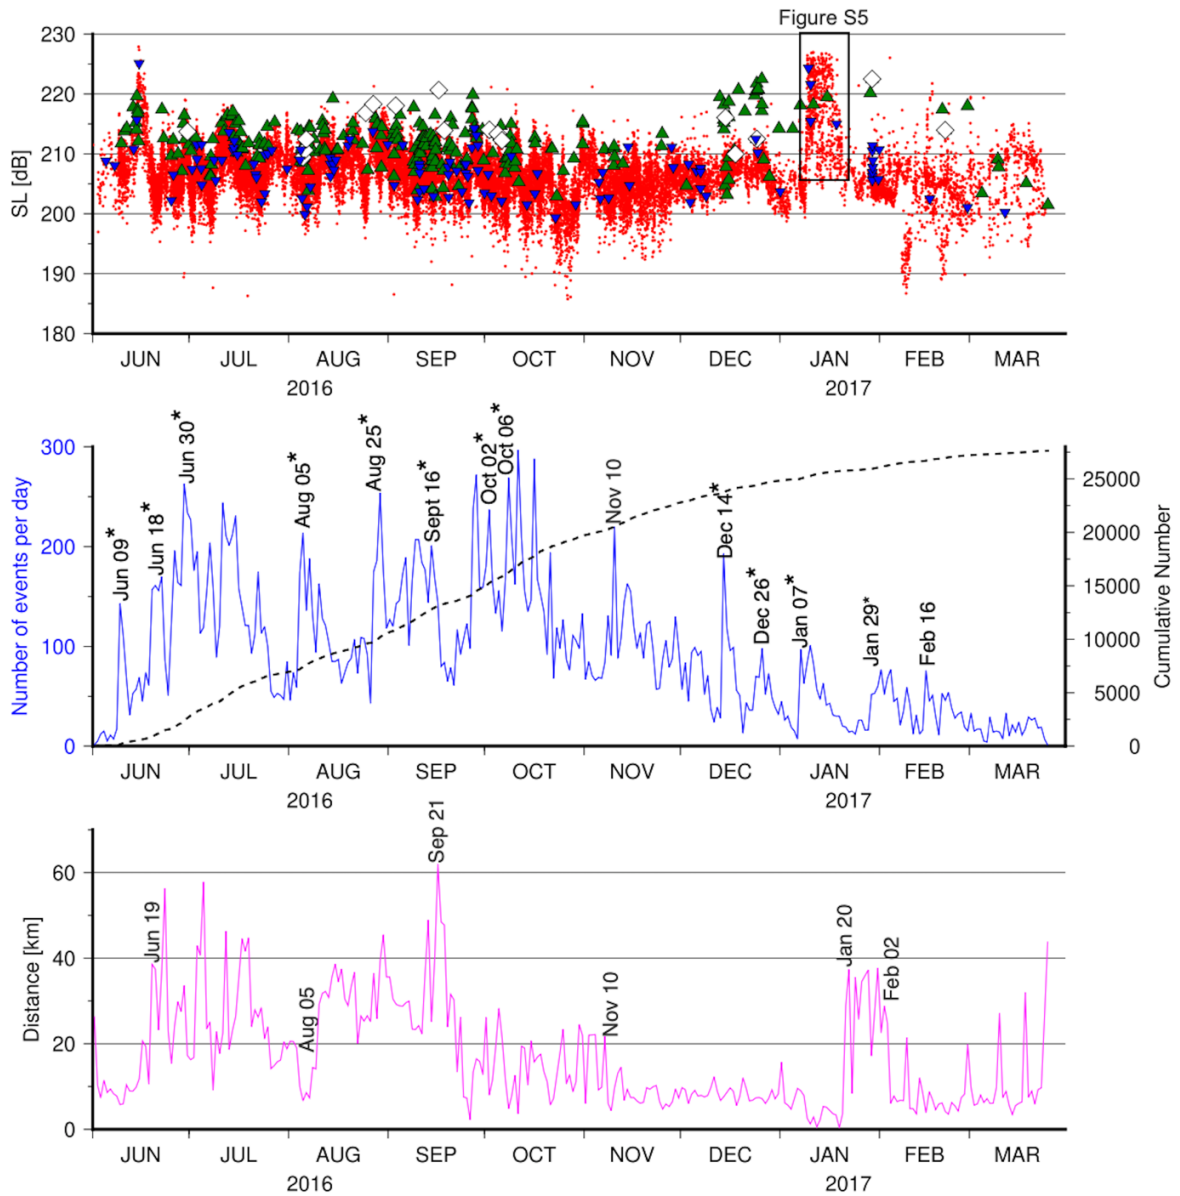 Figure S5
230
220
210
200
190
180
SL [dB]
JUN JUL AUG SEP OCT NOV DEC JAN FEB MAR
2016 2017
Jun 09*
Jun 18*
Jun 30*
Aug 05*
Aug 25*
Sept 16*
Oct 02*
Oct 06*
Nov 10
Dec 14*
Dec 26*
Jan 07*
Jan 29*
Feb 16
300
200
100
0
Number of events per day
25000
20000
15000
10000
5000
0
Cumulative Number
JUN JUL AUG SEP OCT NOV DEC JAN FEB MAR
2016 2017
Jun 19
Aug 05
Sep 21
Nov 10
Jan 20
Feb 02
60
40
20
0
Distance [km]
JUN JUL AUG SEP OCT NOV DEC JAN FEB MAR
2016 2017